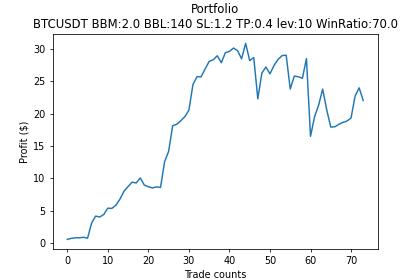 Portfolio
BTCUSDT BBM:2.0 BBL:140 SL:1.2 TP:0.4 lev:10 WinRatio:70.0
30
25
20
15
10
5
0
Profit ($)
0 10 20 30 40 50 60 70
Trade counts